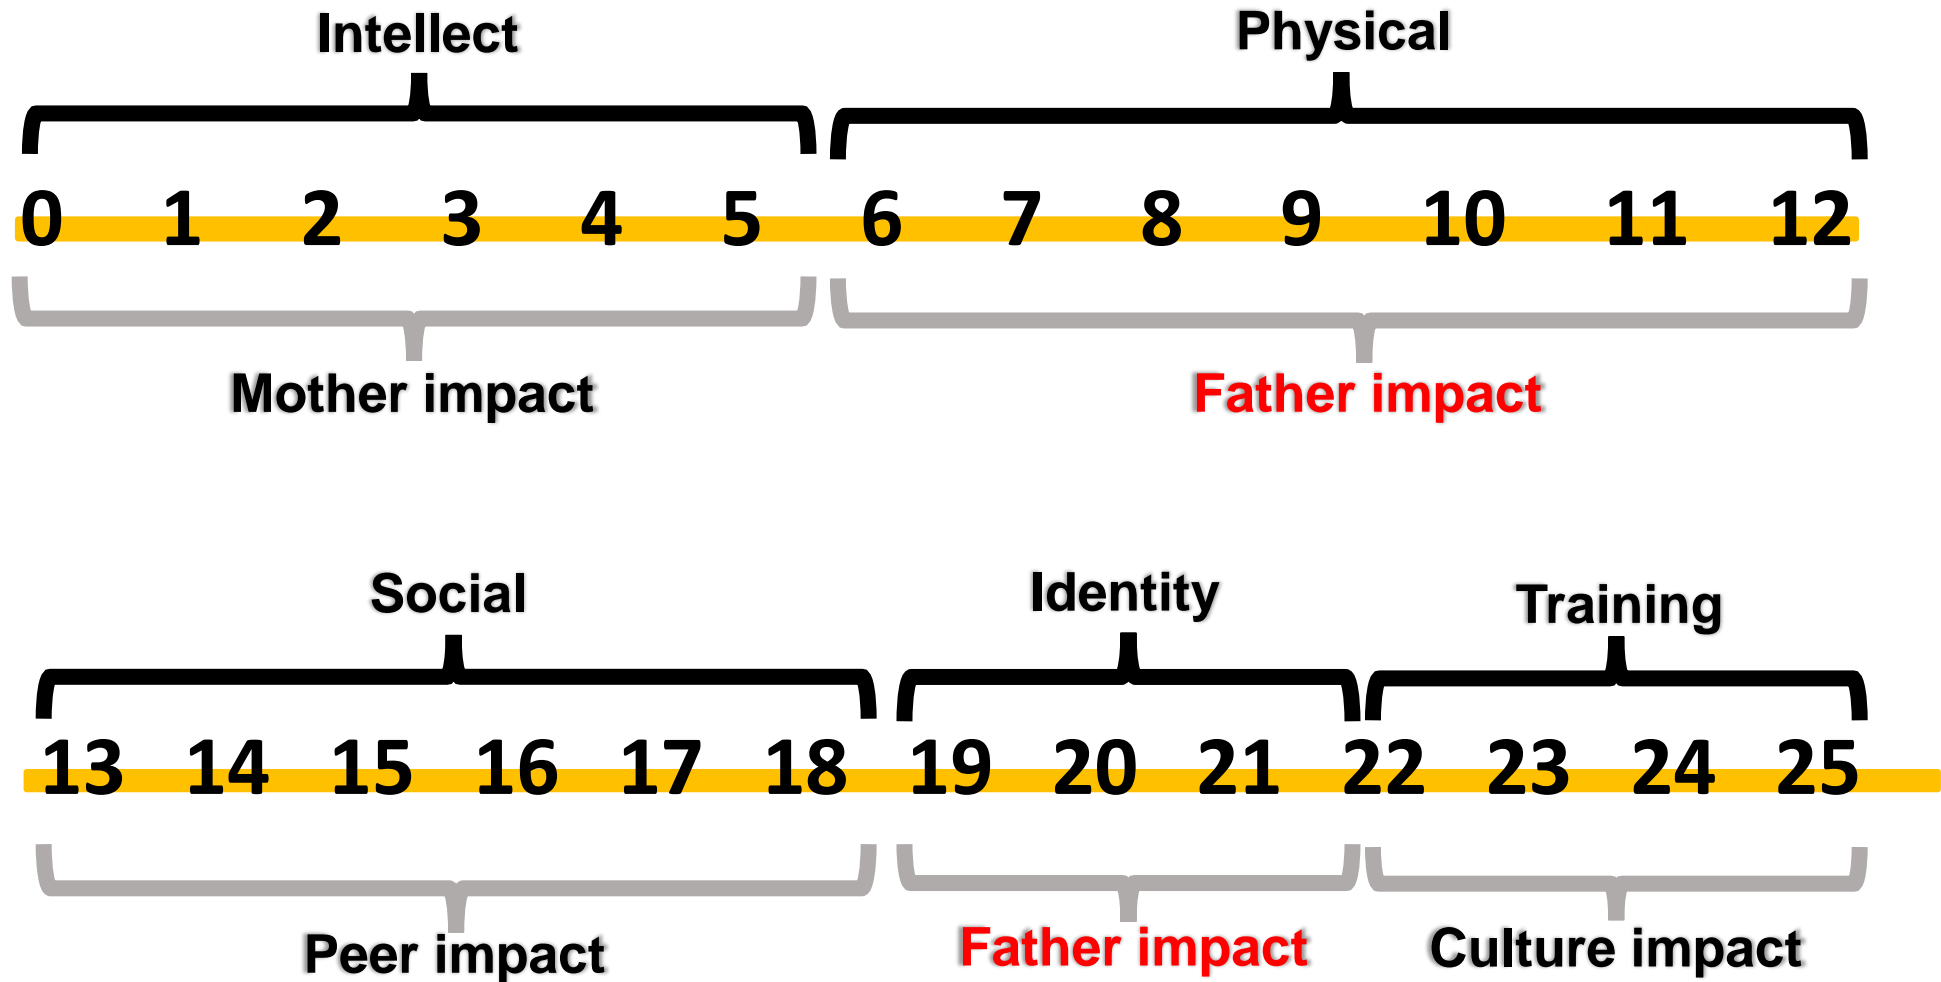 Intellect Physical
0 1 2 3 4 5 6 7 8 9 10 11 12
Mother impact Father impact
Social Identity Training
13 14 15 16 17 18 19 20 21 22 23 24 25
Peer impact Father impact Culture impact